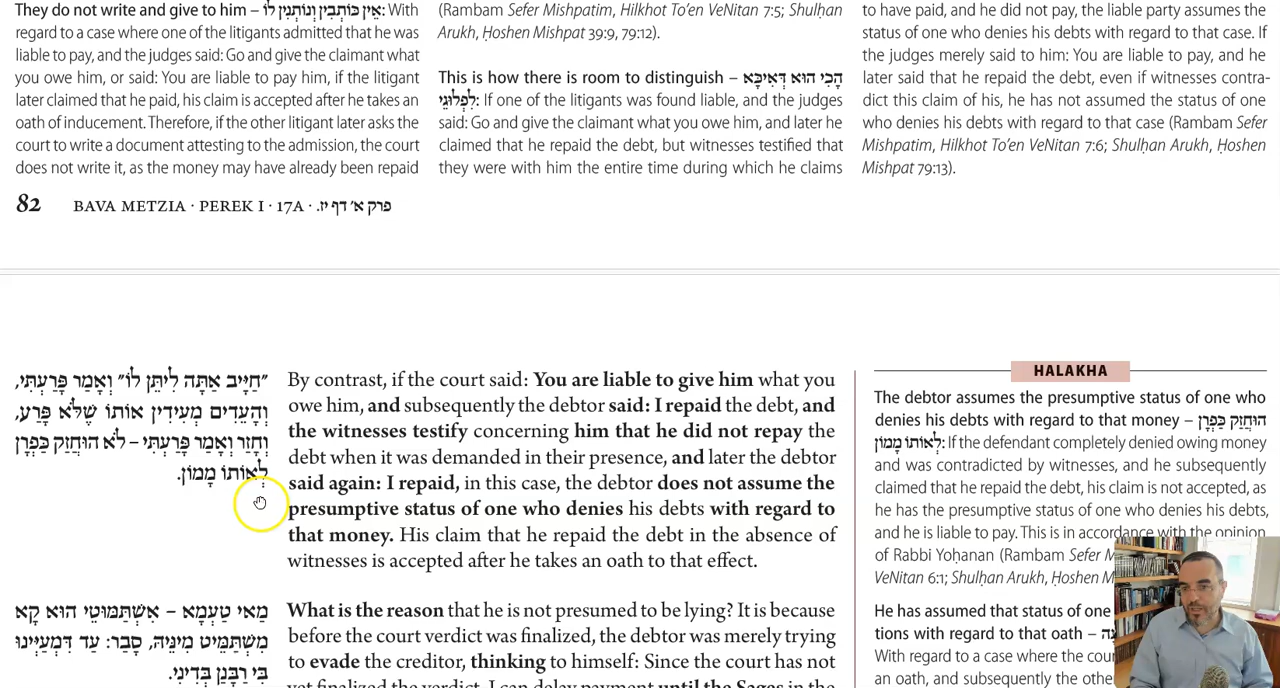 They do not write and give to him – אֵין כּוֹתְבִין וְנוֹתְנִין לוֹ: With
regard to a case where one of the litigants admitted that he was
liable to pay, and the judges said: Go and give the claimant what
you owe him, or said: You are liable to pay him, if the litigant
later claimed that he paid, his claim is accepted after he takes an
oath of inducement. Therefore, if the other litigant later asks the
court to write a document attesting to the admission, the court
does not write it, as the money may have already been repaid
(Rambam Sefer Mishpatim, Hilkhot To’en VeNitan 7:5; Shulḥan
Arukh, Ḥoshen Mishpat 39:9, 79:12).
This is how there is room to distinguish – הָכִי הוּא דְּאִיכָּא
לִפְלוּגֵי: If one of the litigants was found liable, and the judges
said: Go and give the claimant what you owe him, and later he
claimed that he repaid the debt, but witnesses testified that
they were with him the entire time during which he claims
to have paid, and he did not pay, the liable party assumes the
status of one who denies his debts with regard to that case. If
the judges merely said to him: You are liable to pay, and he
later said that he repaid the debt, even if witnesses contra-
dict this claim of his, he has not assumed the status of one
who denies his debts with regard to that case (Rambam Sefer
Mishpatim, Hilkhot To’en VeNitan 7:6; Shulḥan Arukh, Ḥoshen
Mishpat 79:13).
82 BAVA METZIA · PEREK I · 17A · פרק א׳ דף יז.
״חַיָּיב אַתָּה לִיתֵּן לוֹ״ וְאָמַר פָּרַעְתִּי,
וְהָעֵדִים מְעִידִין אוֹתוֹ שֶׁלֹּא פָּרַע,
וְחָזַר וְאָמַר פָּרַעְתִּי – לֹא הוּחְזַק כַּפְרָן
לְאוֹתוֹ מָמוֹן.
By contrast, if the court said: You are liable to give him what you
owe him, and subsequently the debtor said: I repaid the debt, and
the witnesses testify concerning him that he did not repay the
debt when it was demanded in their presence, and later the debtor
said again: I repaid, in this case, the debtor does not assume the
presumptive status of one who denies his debts with regard to
that money. His claim that he repaid the debt in the absence of
witnesses is accepted after he takes an oath to that effect.
מַאי טַעְמָא – אִשְׁתַּמּוֹטֵי הוּא קָא
מִשְׁתַּמֵּיט מִינֵּיהּ, סָבַר: עַד דִּמְעַיְּינוּ
בֵּי רַבָּנַן בְּדִינִי.
What is the reason that he is not presumed to be lying? It is because
before the court verdict was finalized, the debtor was merely trying
to evade the creditor, thinking to himself: Since the court has not
yet finalized the verdict, I can delay payment until the Sages in the
HALAKHA
The debtor assumes the presumptive status of one who
denies his debts with regard to that money – הוּחְזַק כַּפְרָן
לְאוֹתוֹ מָמוֹן: If the defendant completely denied owing money
and was contradicted by witnesses, and he subsequently
claimed that he repaid the debt, his claim is not accepted, as
he has the presumptive status of one who denies his debts,
and he is liable to pay. This is in accordance with the opinion
of Rabbi Yoḥanan (Rambam Sefer
VeNitan 6:1; Shulḥan Arukh, Ḥoshen
He has assumed that status of one
tions with regard to that oath –
With regard to a case where the
an oath, and subsequently the